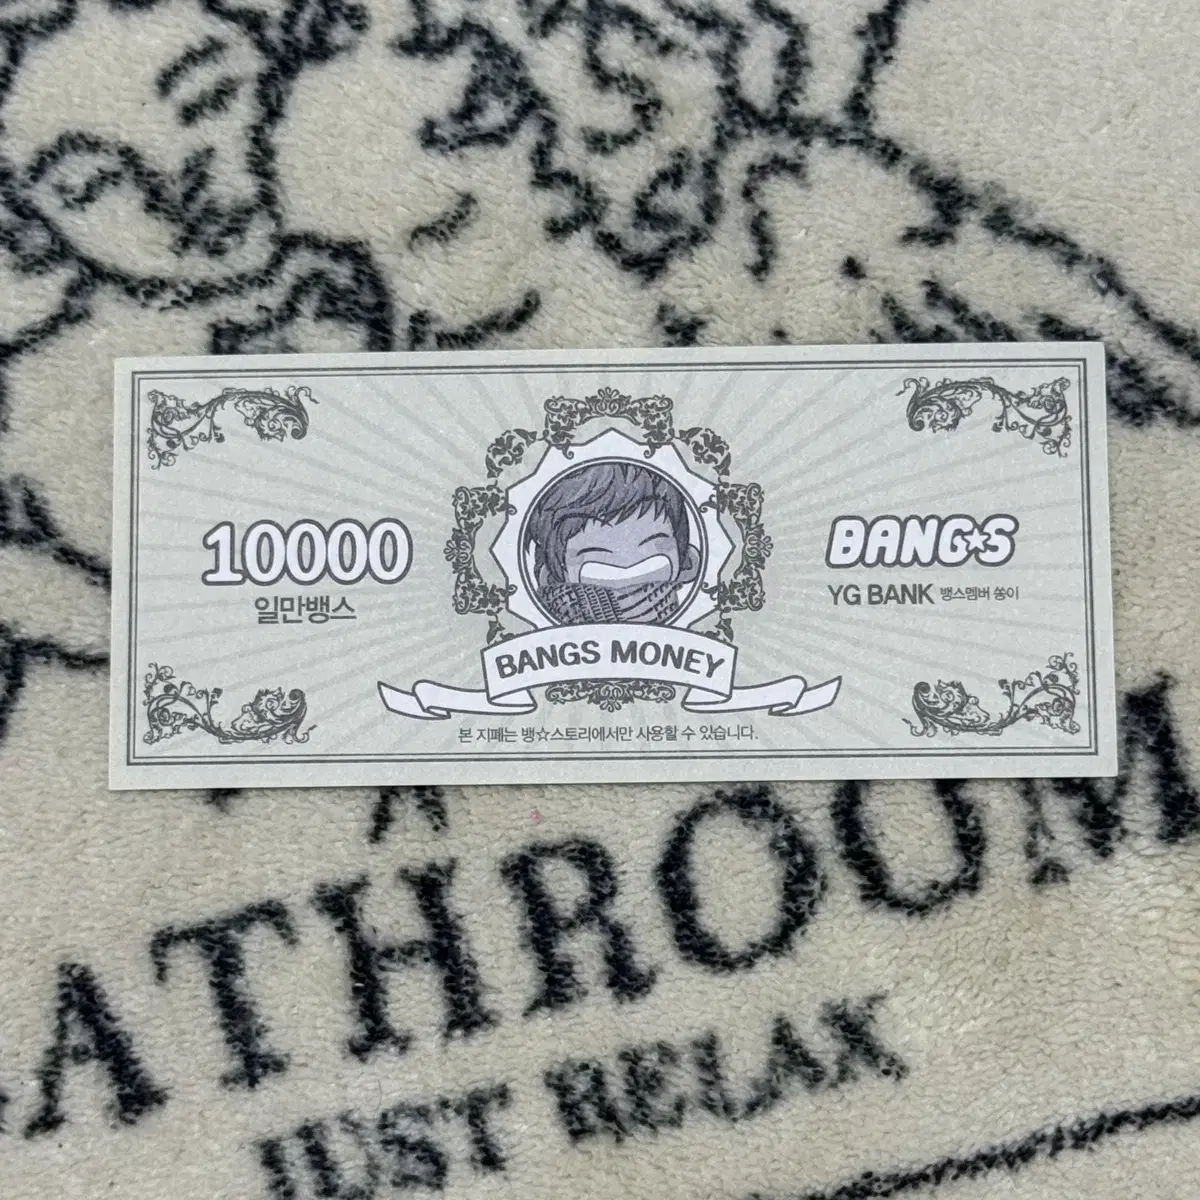 10000
일만뱅스
BANGS MONEY
BANG★S
YG BANK 뱅스멤버 쏭이
본 지폐는 뱅☆스토리에서만 사용할 수 있습니다.
ATHROOM
JUST RELAX